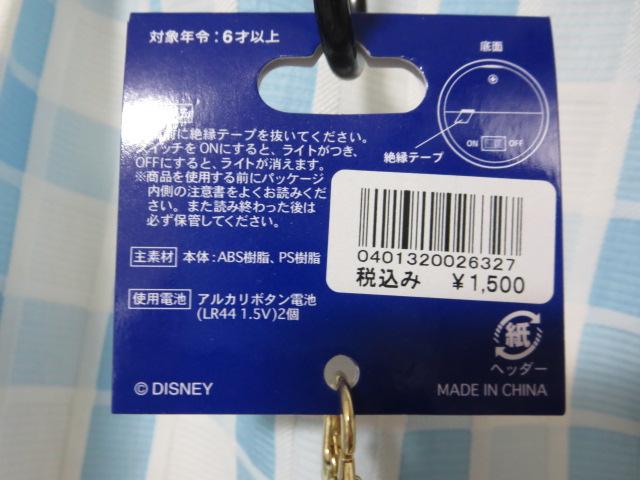 対象年令：6才以上
底面
前に絶縁テープを抜いてください。
スイッチをONにすると、ライトがつき、
OFFにすると、ライトが消えます。
※商品を使用する前にパッケージ
内側の注意書をよくお読みくだ
さい。また読み終わった後は
必ず保管してください。
ON OFF
絶縁テープ
0401320026327
税込み ￥1,500
主素材 本体：ABS樹脂、PS樹脂
使用電池 アルカリボタン電池
(LR44 1.5V)2個
紙
ヘッダー
© DISNEY
MADE IN CHINA